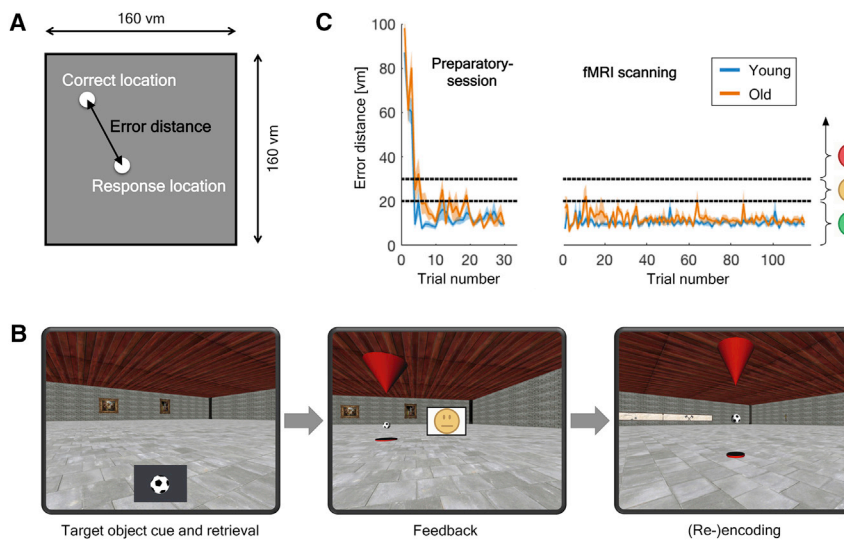 A
160 vm
Correct location
Error distance
Response location
160 vm
C
Error distance [vm]
100
80
60
40
20
0
Preparatory-
session
fMRI scanning
Young
Old
0 10 20 30
Trial number
0 20 40 60 80 100
Trial number
B
Target object cue and retrieval
Feedback
(Re-)encoding